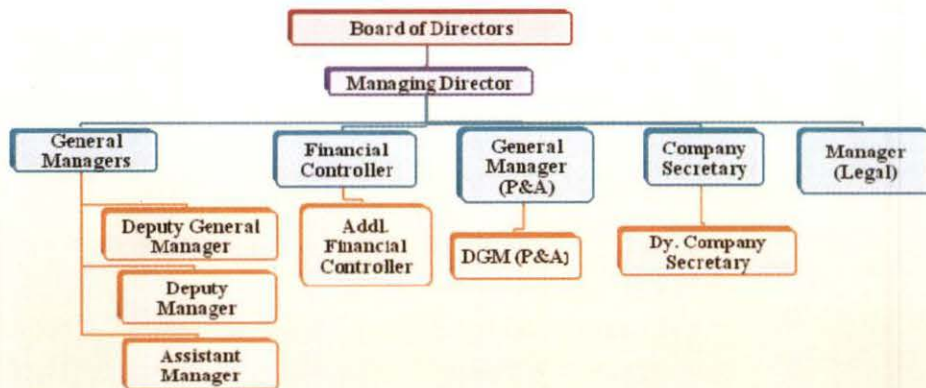 Board of Directors
Managing Director
General
Managers
Financial
Controller
General
Manager
(P&A)
Company
Secretary
Manager
(Legal)
Deputy General
Manager
Deputy
Manager
Assistant
Manager
Addl.
Financial
Controller
DGM (P&A)
Dy. Company
Secretary